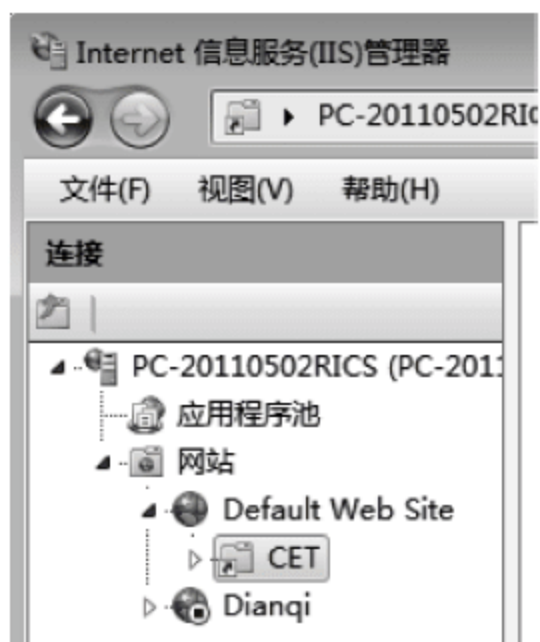 Internet 信息服务(IIS)管理器
PC-20110502RIC
文件(F) 视图(V) 帮助(H)
连接
PC-20110502RICS (PC-2011
应用程序池
网站
Default Web Site
CET
Dianqi